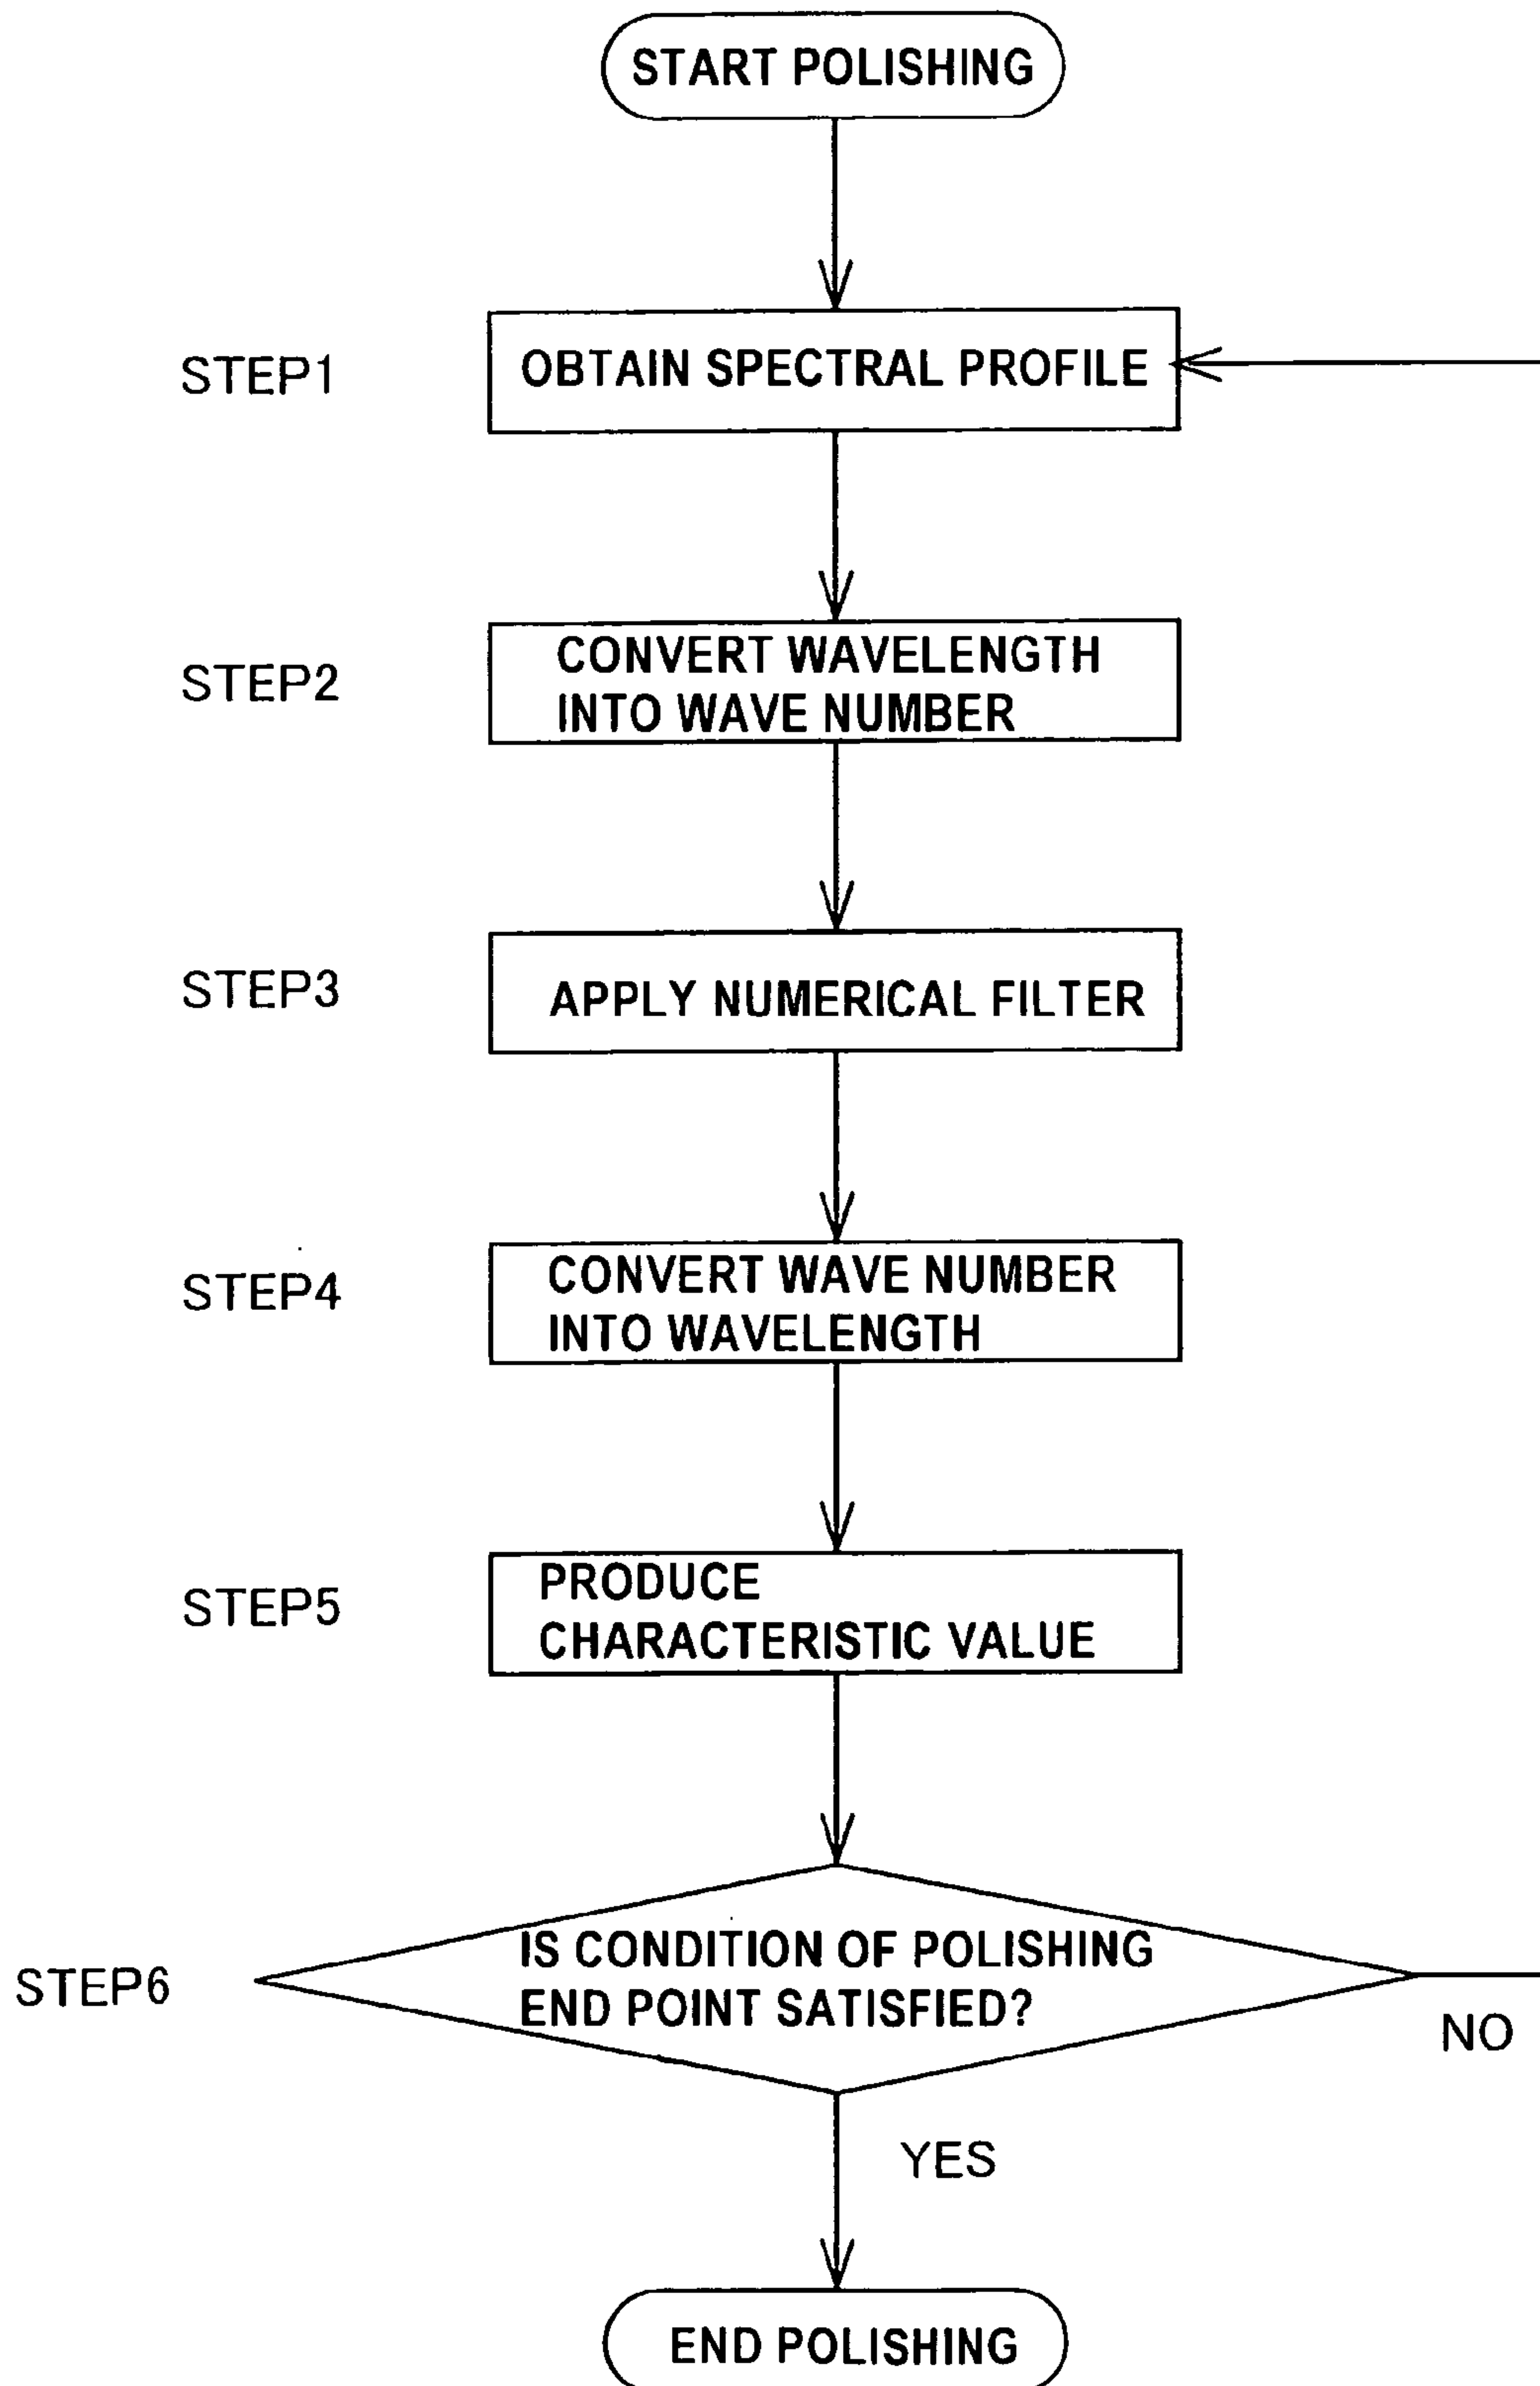 START POLISHING
STEP1
OBTAIN SPECTRAL PROFILE
STEP2
CONVERT WAVELENGTH
INTO WAVE NUMBER
STEP3
APPLY NUMERICAL FILTER
STEP4
CONVERT WAVE NUMBER
INTO WAVELENGTH
STEP5
PRODUCE
CHARACTERISTIC VALUE
STEP6
IS CONDITION OF POLISHING
END POINT SATISFIED?
NO
YES
END POLISHING